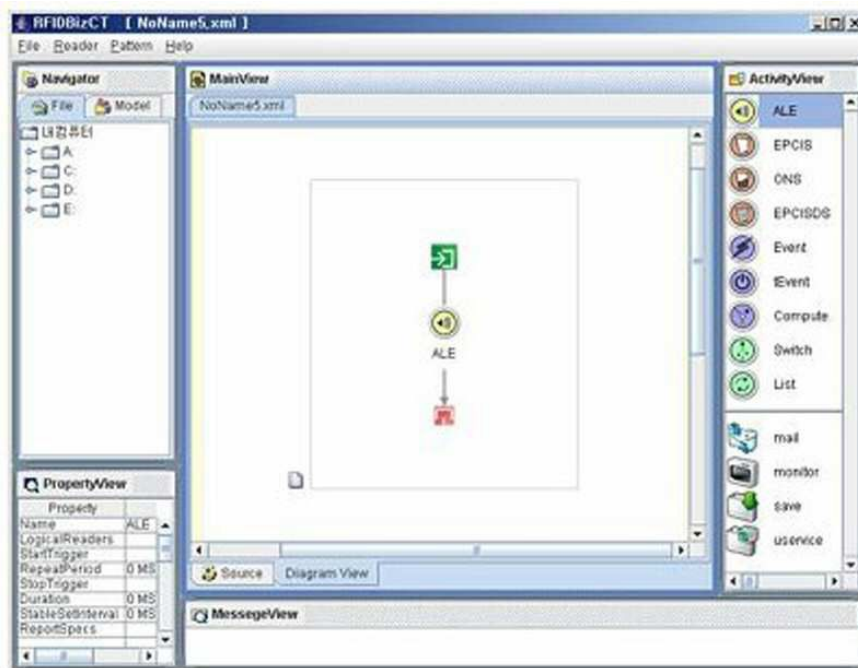 RFIDBizCT [ NoName5,xml ]
File Reader Pattern Help
Navigator
File Model
내컴퓨터
A:
C:
D:
E:
PropertyView
Property
Name ALE
LogicalReaders
StartTrigger
RepeatPeriod 0 MS
StopTrigger
Duration 0 MS
StableSetInterval 0 MS
ReportSpecs
MainView
NoName5.xml
ALE
Source Diagram View
MessegeView
ActivityView
ALE
EPCIS
ONS
EPCISDS
Event
tEvent
Compute
Switch
List
mail
monitor
save
uservice